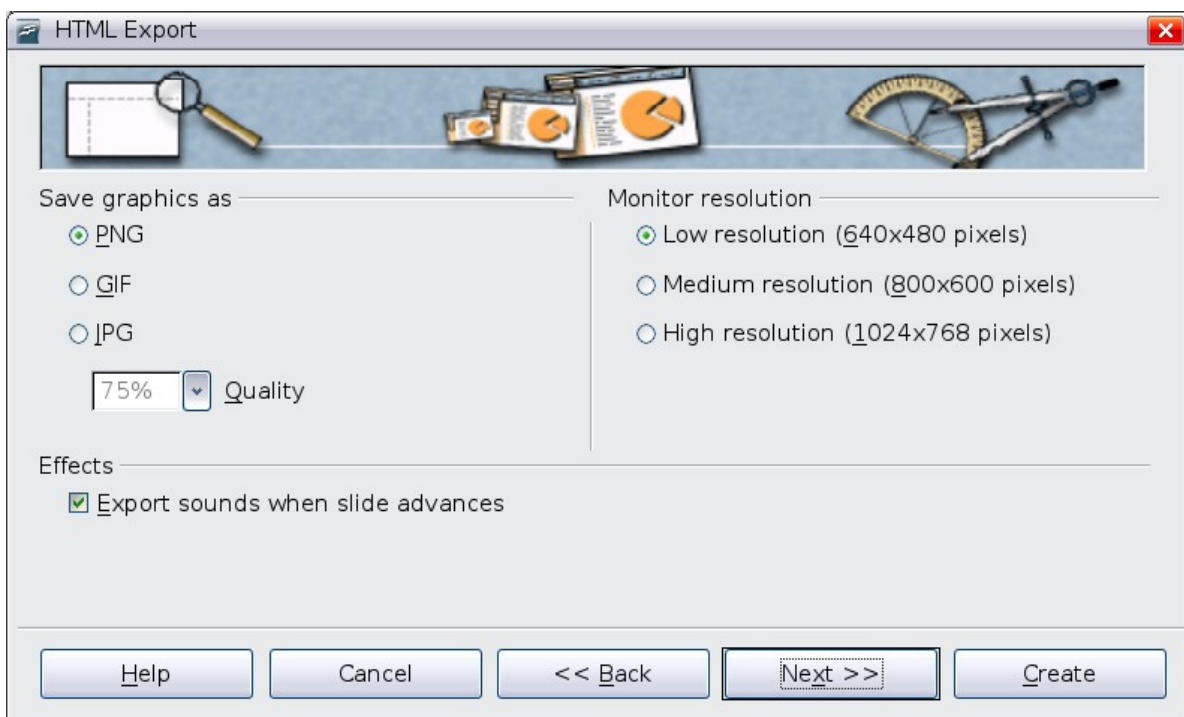 HTML Export
Save graphics as
PNG
GIF
JPG
75% Quality
Monitor resolution
Low resolution (640x480 pixels)
Medium resolution (800x600 pixels)
High resolution (1024x768 pixels)
Effects
Export sounds when slide advances
Help
Cancel
<< Back
Next >>
Create